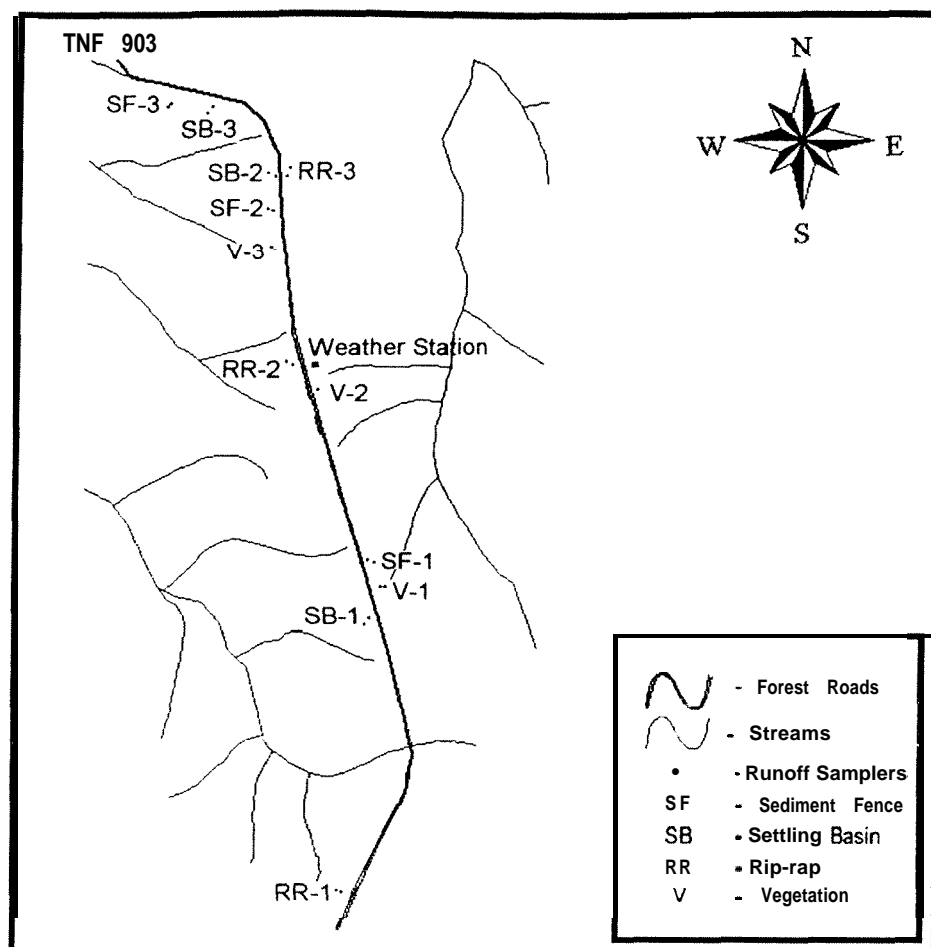 TNF 903
N
W E
S
SF-3
SB-3
SB-2 RR-3
SF-2
V-3
Weather Station
RR-2
V-2
SF-1
V-1
SB-1
RR-1
- Forest Roads
- Streams
• - Runoff Samplers
SF - Sediment Fence
SB - Settling Basin
RR - Rip-rap
V - Vegetation